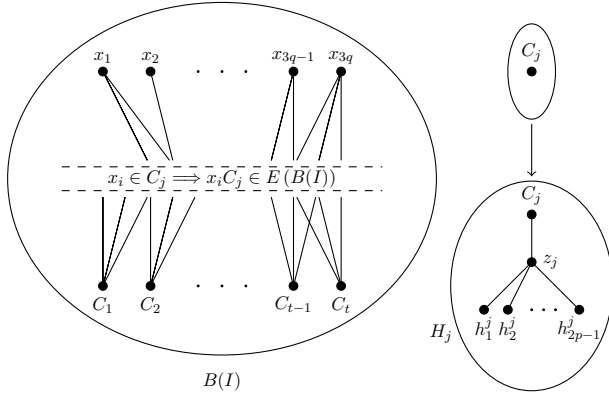 x₁ x₂ · · · x₃q₋₁ x₃q
xᵢ ∈ Cⱼ ⟹ xᵢCⱼ ∈ E(B(I))
C₁ C₂ · · · Cₜ₋₁ Cₜ
B(I)
Cⱼ
Cⱼ
zⱼ
h₁ʲ h₂ʲ · · · h₂ₚ₋₁ʲ
Hⱼ